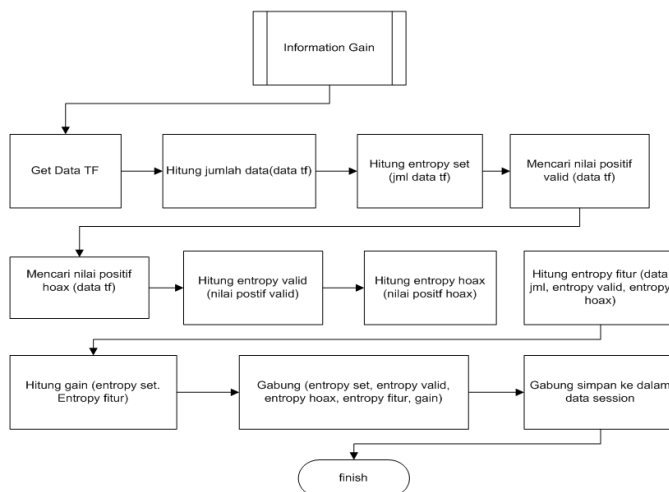 Information Gain
Get Data TF
Hitung jumlah data(data tf)
Hitung entropy set
(jml data tf)
Mencari nilai positif
valid (data tf)
Mencari nilai positif
hoax (data tf)
Hitung entropy valid
(nilai postif valid)
Hitung entropy hoax
(nilai positf hoax)
Hitung entropy fitur (data
jml, entropy valid, entropy
hoax)
Hitung gain (entropy set.
Entropy fitur)
Gabung (entropy set, entropy valid,
entropy hoax, entropy fitur, gain)
Gabung simpan ke dalam
data session
finish